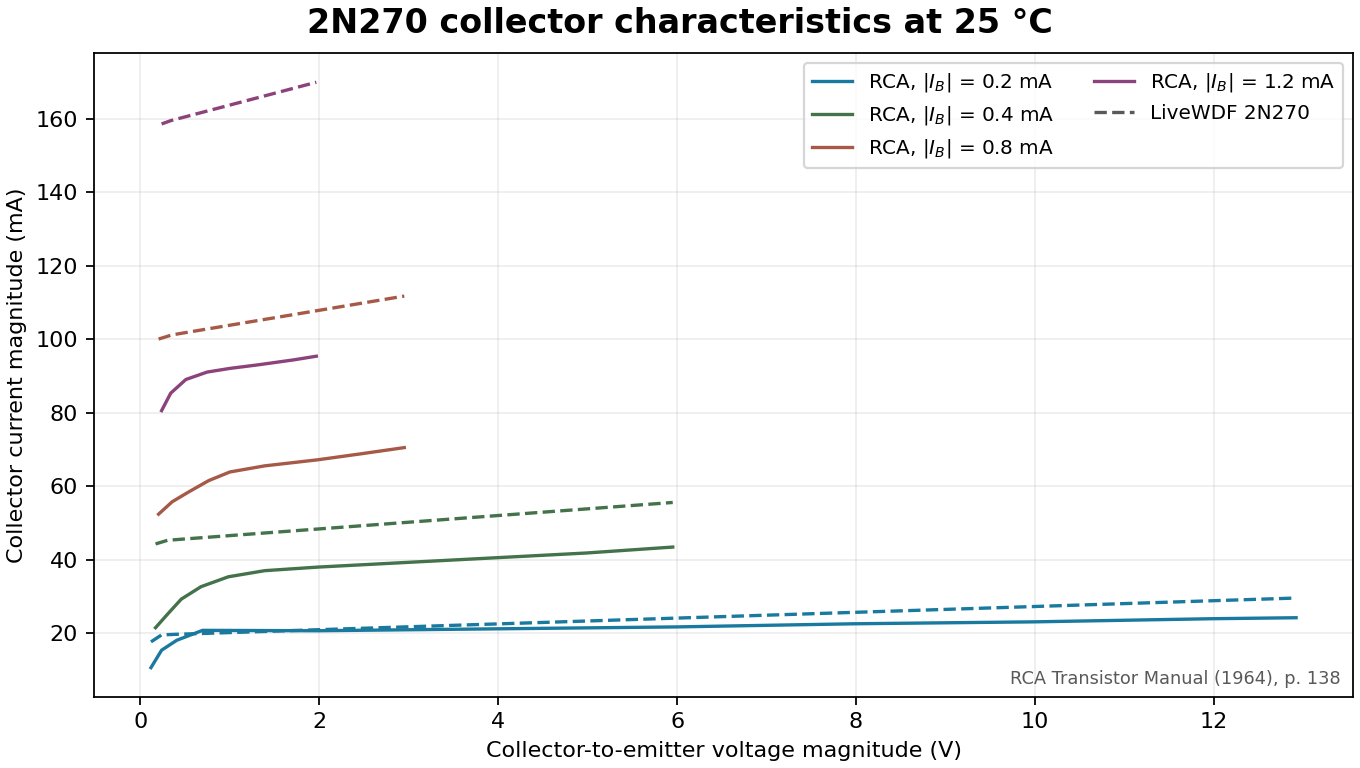 2N270 collector characteristics at 25 °C
RCA, |I_B| = 0.2 mA
RCA, |I_B| = 0.4 mA
RCA, |I_B| = 0.8 mA
RCA, |I_B| = 1.2 mA
LiveWDF 2N270
Collector current magnitude (mA)
160
140
120
100
80
60
40
20
RCA Transistor Manual (1964), p. 138
0 2 4 6 8 10 12
Collector-to-emitter voltage magnitude (V)